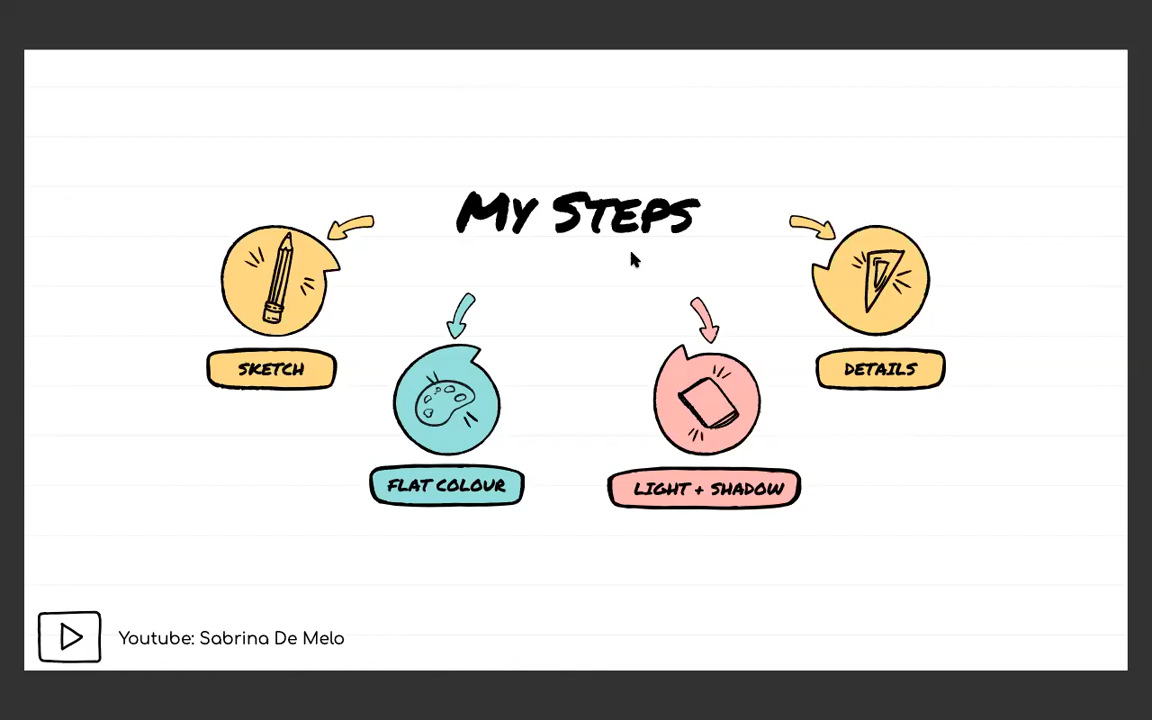 My Steps
SKETCH
DETAILS
FLAT COLOUR
LIGHT + SHADOW
Youtube: Sabrina De Melo